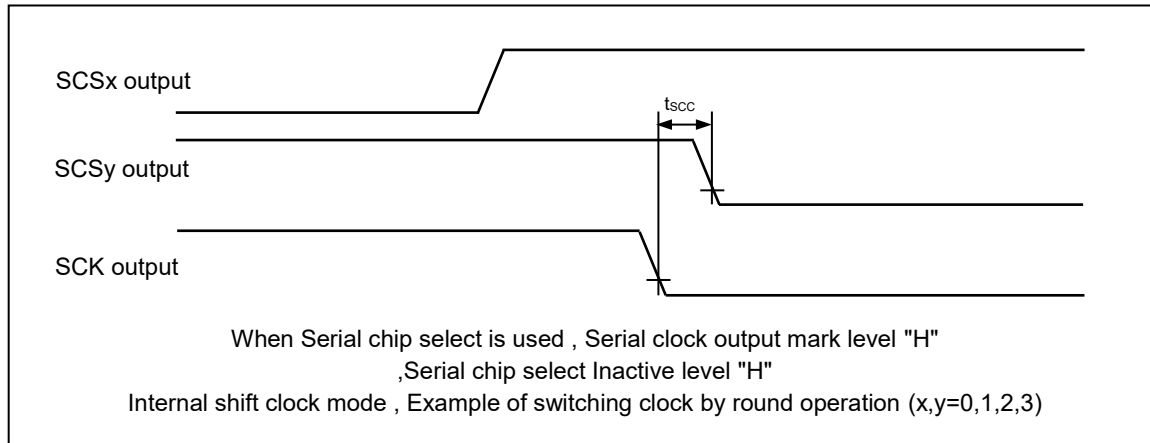 SCSx output
tSCC
SCSy output
SCK output
When Serial chip select is used , Serial clock output mark level "H"
,Serial chip select Inactive level "H"
Internal shift clock mode , Example of switching clock by round operation (x,y=0,1,2,3)